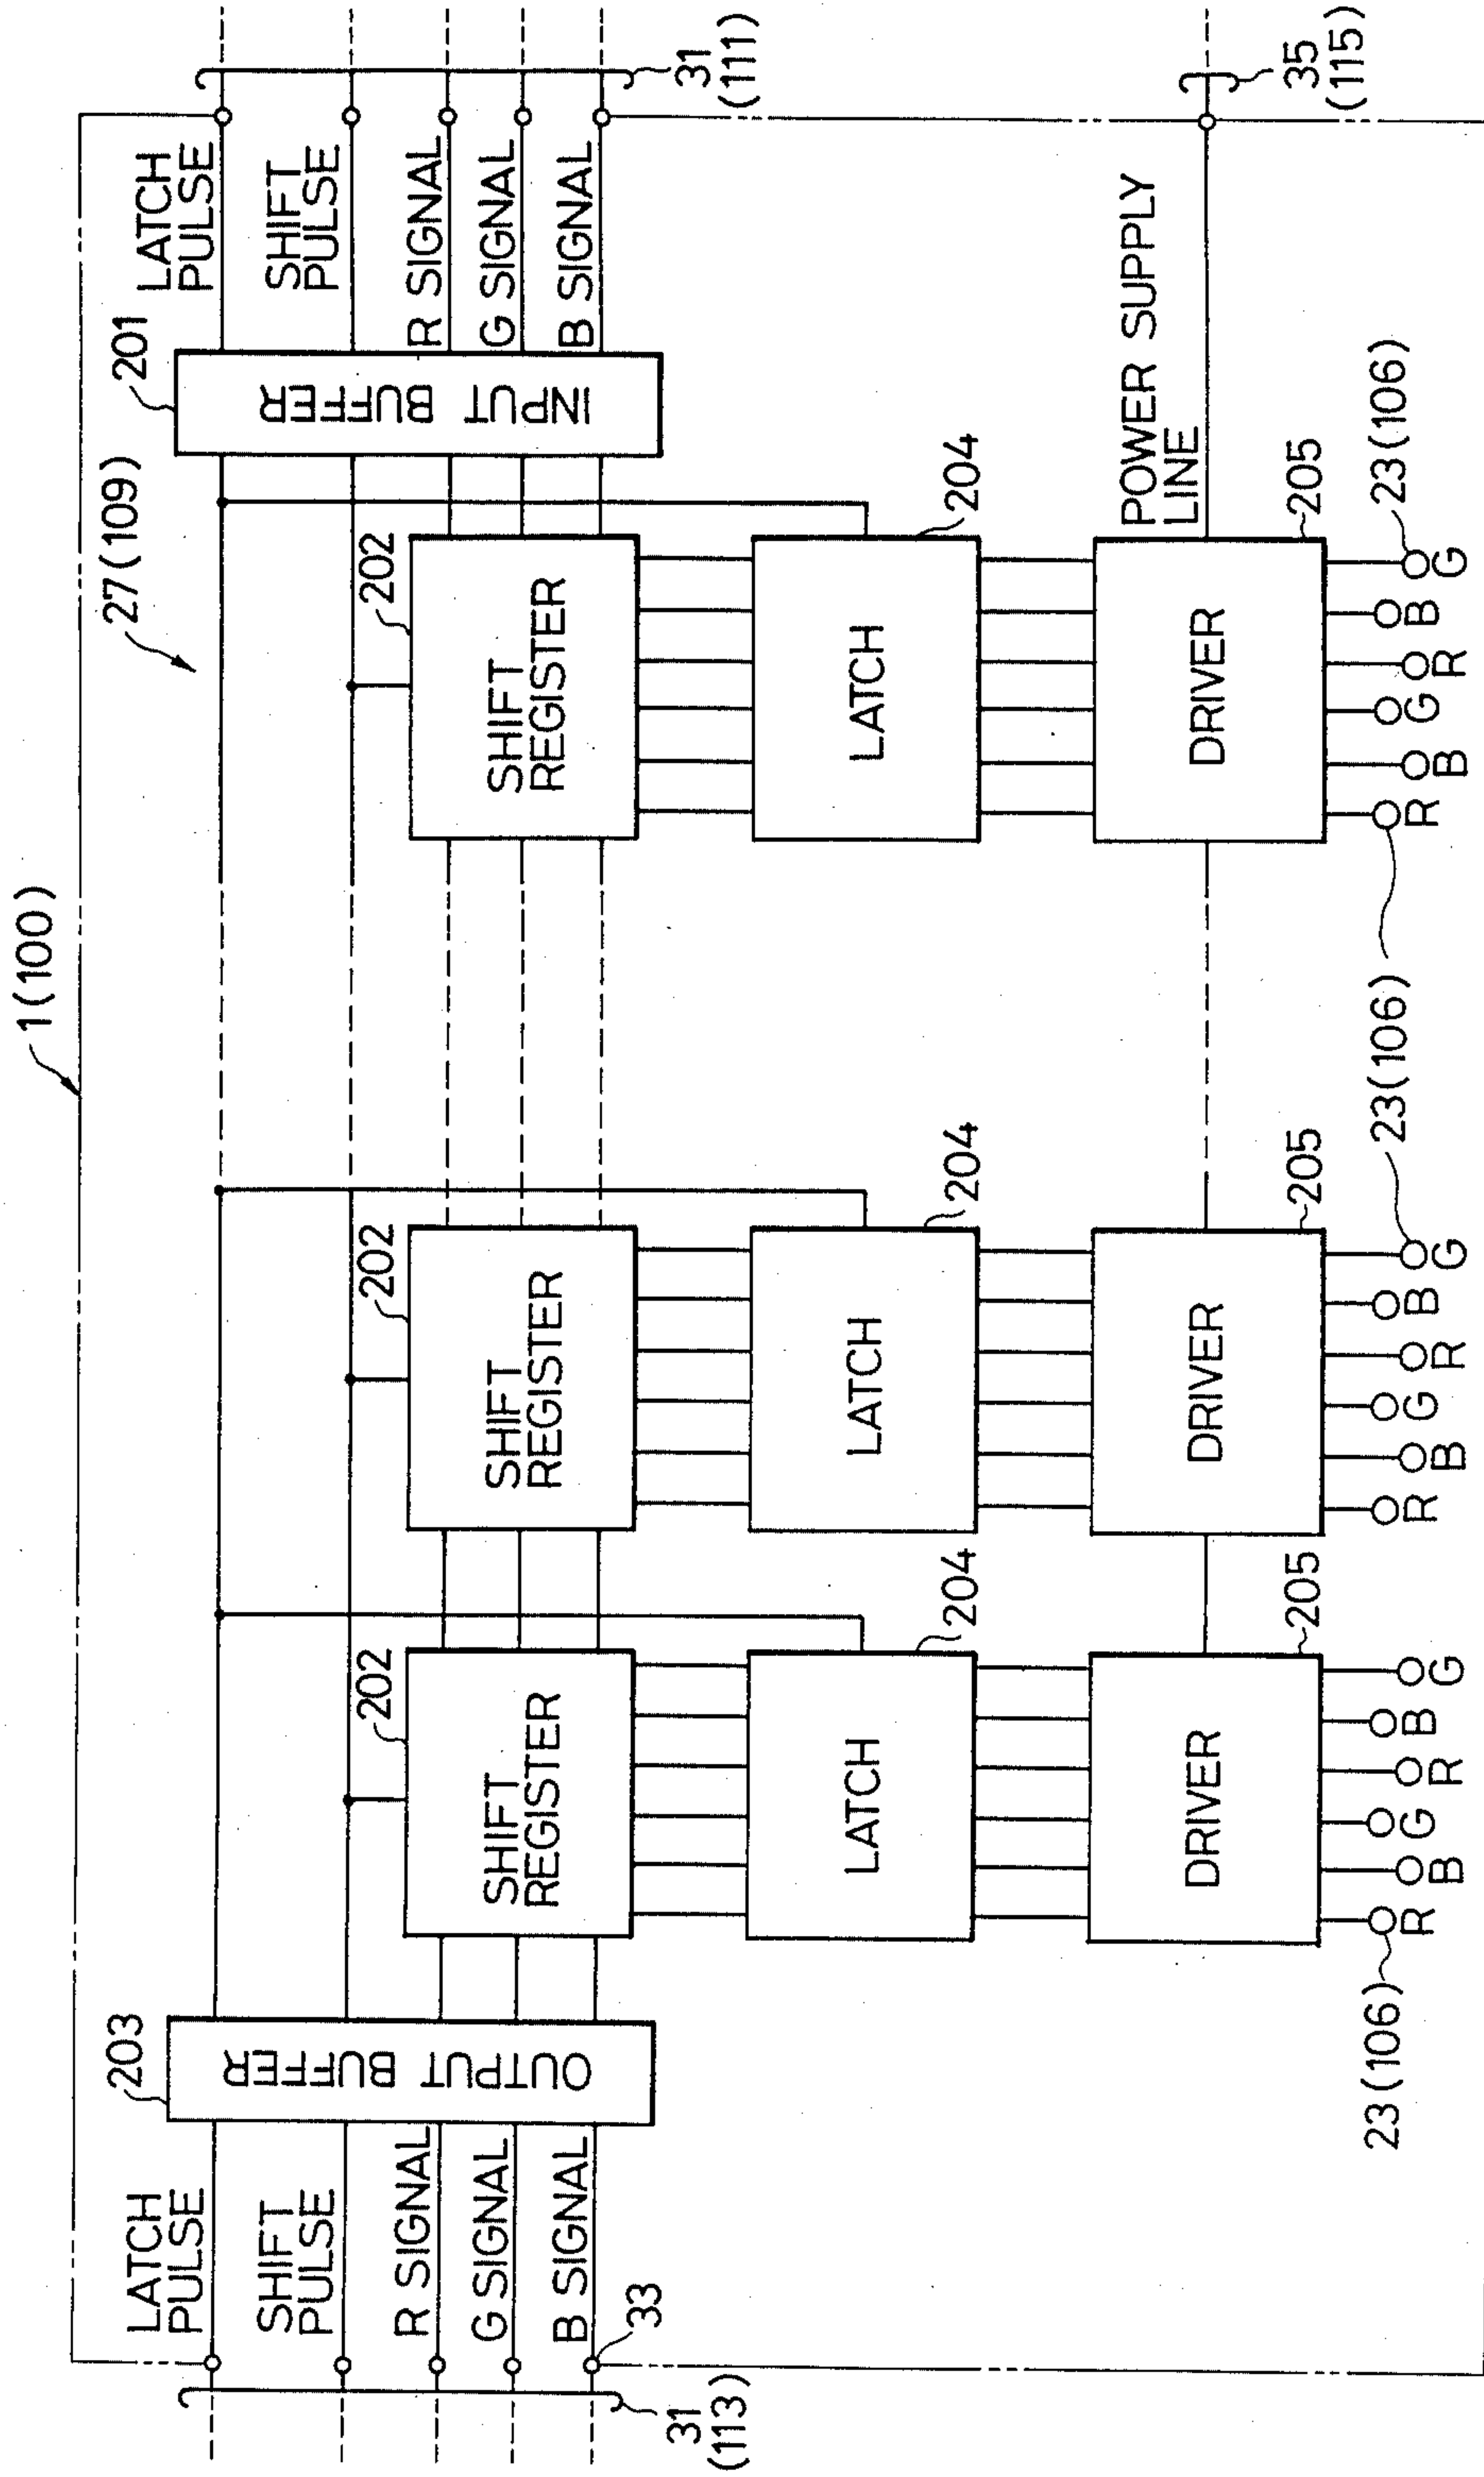 1(100)
27(109)
203
201
LATCH
PULSE
SHIFT
PULSE
R SIGNAL
G SIGNAL
B SIGNAL
33
31
(113)
OUTPUT BUFFER
INPUT BUFFER
LATCH
PULSE
SHIFT
PULSE
R SIGNAL
G SIGNAL
B SIGNAL
31
(111)
202
SHIFT
REGISTER
202
SHIFT
REGISTER
202
SHIFT
REGISTER
204
LATCH
204
LATCH
204
LATCH
POWER SUPPLY
LINE
35
(115)
205
DRIVER
205
DRIVER
205
DRIVER
R B G R B G
R B G R B G
R B G R B G
23(106)
23(106)
23(106)